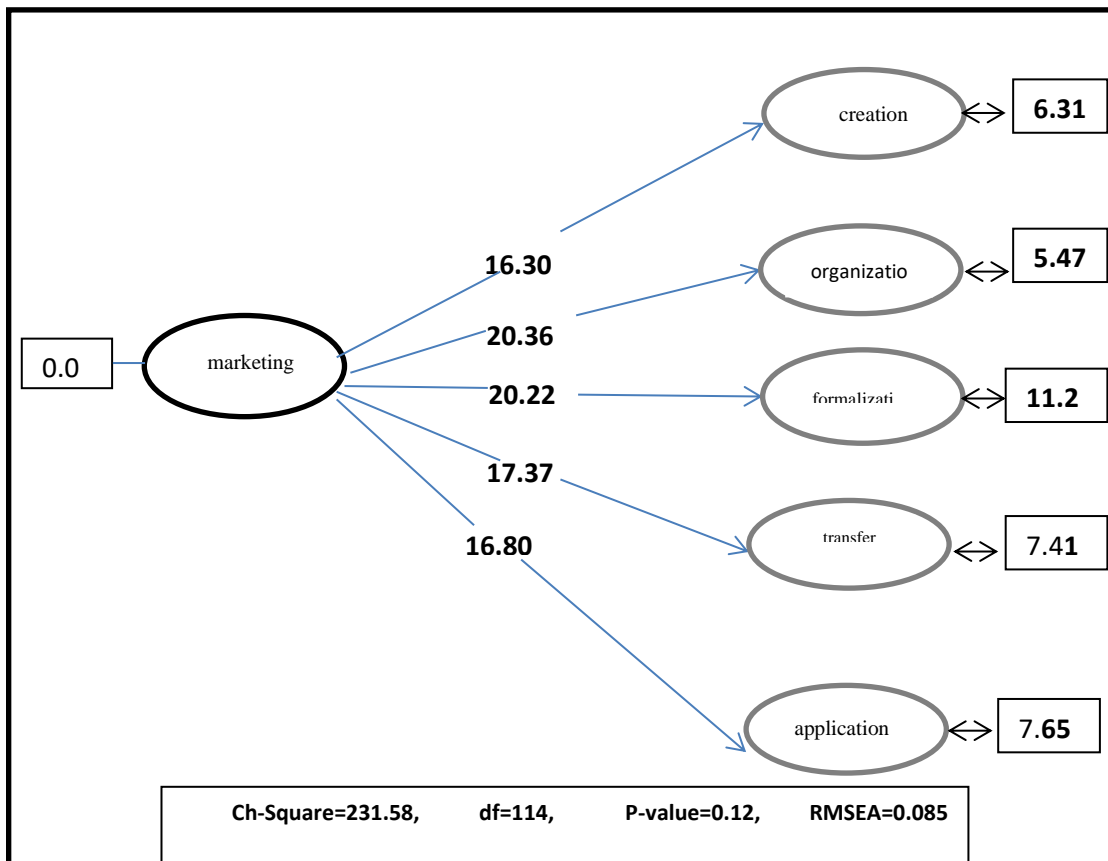 creation
6.31
16.30
organizatio
5.47
20.36
0.0
marketing
20.22
formalizati
11.2
17.37
transfer
7.41
16.80
application
7.65
Ch-Square=231.58, df=114, P-value=0.12, RMSEA=0.085